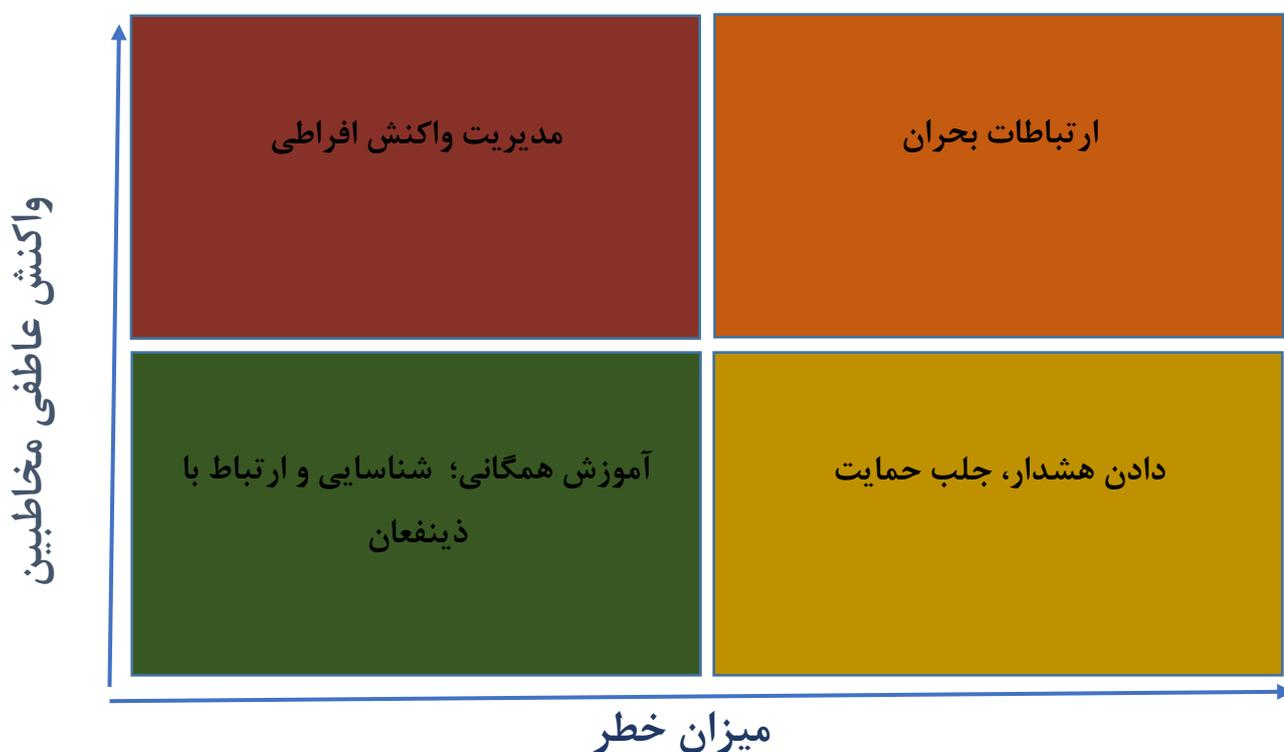 ارتباطات بحران
مدیریت واکنش افراطی
دادن هشدار، جلب حمایت
آموزش همگانی؛ شناسایی و ارتباط با
ذینفعان
واکنش عاطفی مخاطبین
میزان خطر